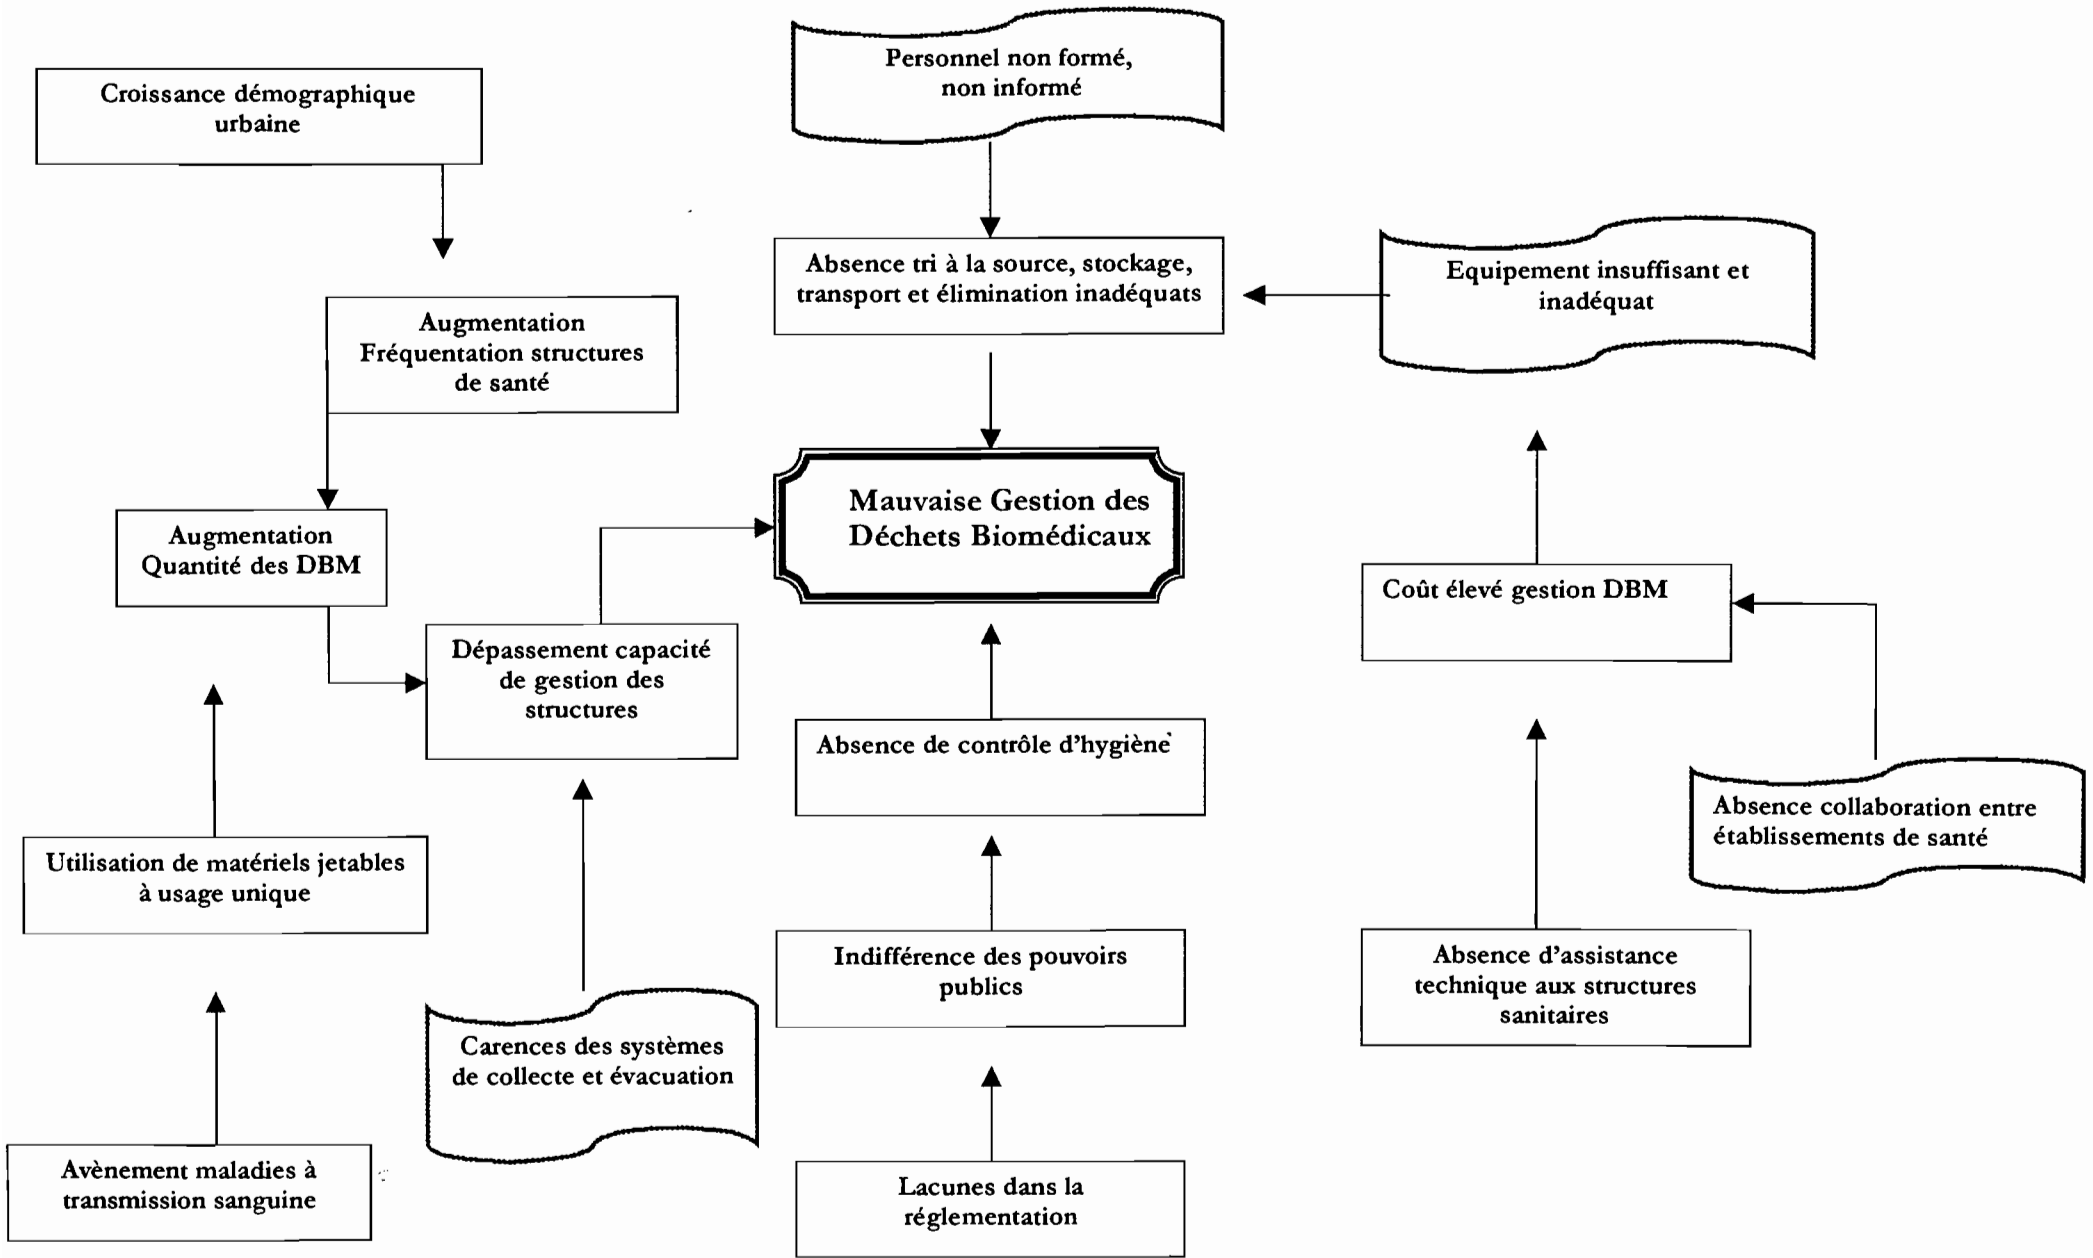 Personnel non formé,
non informé
Croissance démographique
urbaine
Absence tri à la source, stockage,
transport et élimination inadéquats
Equipement insuffisant et
inadéquat
Augmentation
Fréquentation structures
de santé
Mauvaise Gestion des
Déchets Biomédicaux
Augmentation
Quantité des DBM
Coût élevé gestion DBM
Dépassement capacité
de gestion des
structures
Absence de contrôle d'hygiène
Absence collaboration entre
établissements de santé
Utilisation de matériels jetables
à usage unique
Indifférence des pouvoirs
publics
Absence d'assistance
technique aux structures
sanitaires
Carences des systèmes
de collecte et évacuation
Avènement maladies à
transmission sanguine
Lacunes dans la
réglementation